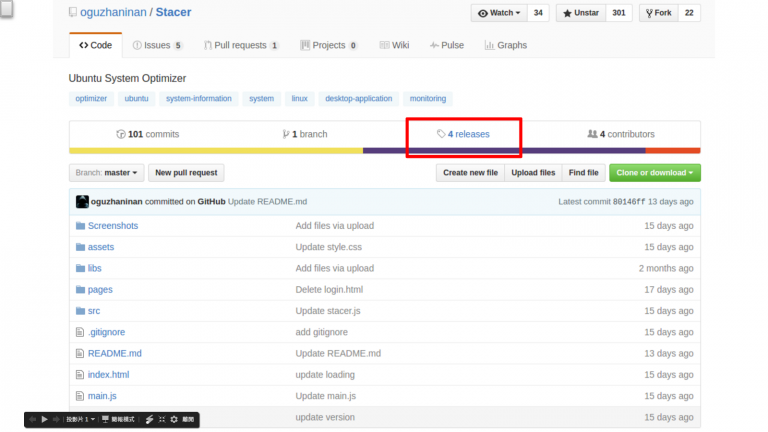 oguzhaninan / Stacer
Watch 34 Unstar 301 Fork 22
Code Issues 5 Pull requests 1 Projects 0 Wiki Pulse Graphs
Ubuntu System Optimizer
optimizer ubuntu system-information system linux desktop-application monitoring
101 commits 1 branch 4 releases 4 contributors
Branch: master New pull request Create new file Upload files Find file Clone or download
oguzhaninan committed on GitHub Update README.md Latest commit 89146ff 13 days ago
Screenshots Add files via upload 15 days ago
assets Update style.css 15 days ago
libs Add files via upload 2 months ago
pages Delete login.html 17 days ago
src Update stacer.js 15 days ago
.gitignore add gitignore 15 days ago
README.md Update README.md 13 days ago
index.html update loading 15 days ago
main.js Update main.js 15 days ago
update version 15 days ago
投影片 1 簡報模式 離開